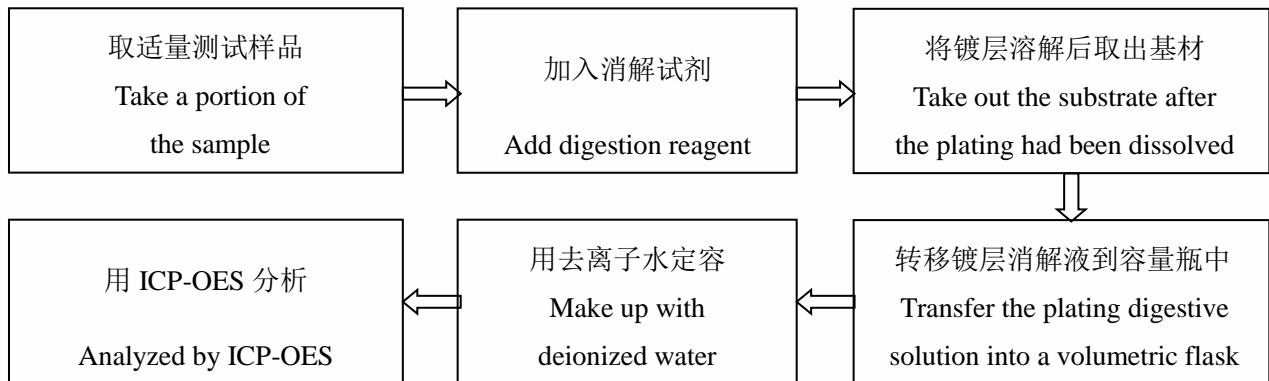 取适量测试样品
Take a portion of
the sample
加入消解试剂
Add digestion reagent
将镀层溶解后取出基材
Take out the substrate after
the plating had been dissolved
转移镀层消解液到容量瓶中
Transfer the plating digestive
solution into a volumetric flask
用去离子水定容
Make up with
deionized water
用 ICP-OES 分析
Analyzed by ICP-OES